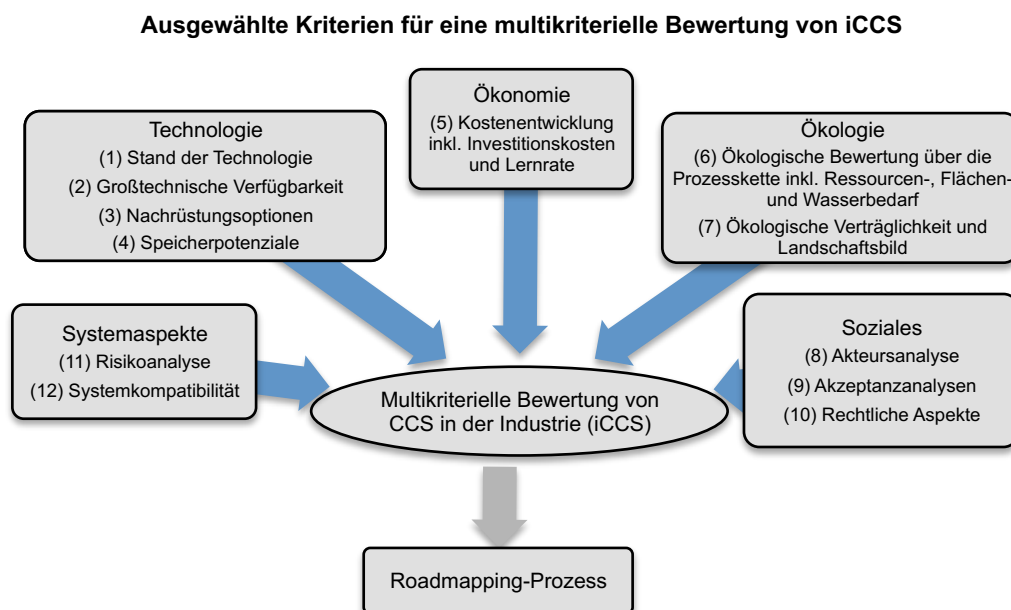 Ausgewählte Kriterien für eine multikriterielle Bewertung von iCCS
Technologie
(1) Stand der Technologie
(2) Großtechnische Verfügbarkeit
(3) Nachrüstungsoptionen
(4) Speicherpotenziale
Ökonomie
(5) Kostenentwicklung
inkl. Investitionskosten
und Lernrate
Ökologie
(6) Ökologische Bewertung über die
Prozesskette inkl. Ressourcen-, Flächen-
und Wasserbedarf
(7) Ökologische Verträglichkeit und
Landschaftsbild
Systemaspekte
(11) Risikoanalyse
(12) Systemkompatibilität
Soziales
(8) Akteursanalyse
(9) Akzeptanzanalysen
(10) Rechtliche Aspekte
Multikriterielle Bewertung von
CCS in der Industrie (iCCS)
Roadmapping-Prozess